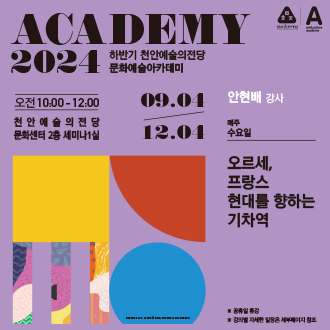 ACADEMY
2024
하반기 천안예술의전당
문화예술아카데미
오전 10:00 - 12:00
천안예술의전당
문화센터 2층 세미나1실
09.04
12.04
안현배 강사
매주
수요일
오르세,
프랑스
현대를 향하는
기차역
※ 공휴일 휴강
※ 강의별 자세한 일정은 세부페이지 참조